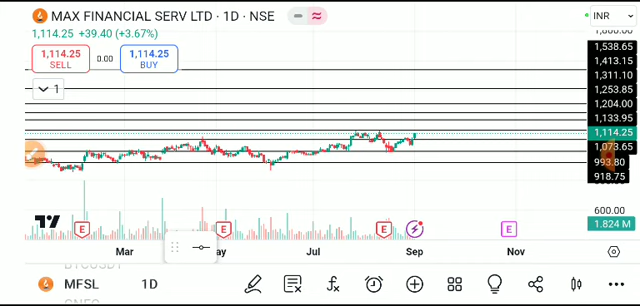 MAX FINANCIAL SERV LTD · 1D · NSE
INR
1,114.25 +39.40 (+3.67%)
1,114.25
SELL
0.00
1,114.25
BUY
1
1,538.65
1,413.15
1,311.10
1,253.85
1,204.00
1,133.95
1,114.25
1,073.65
993.80
918.75
600.00
1.824 M
E
E
E
E
Mar
ay
Jul
Sep
Nov
MFSL 1D